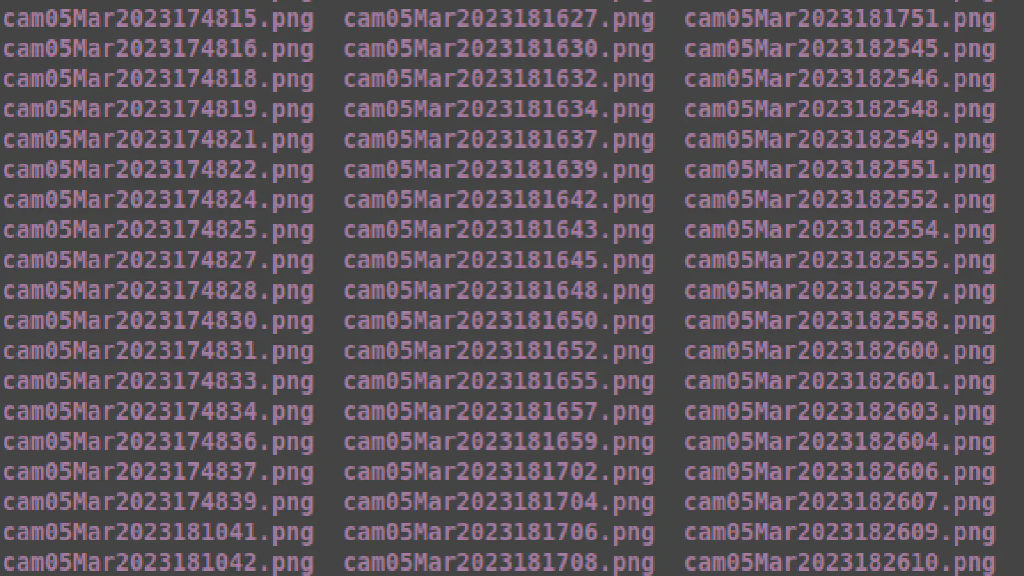 cam05Mar2023174815.png cam05Mar2023181627.png cam05Mar2023181751.png
cam05Mar2023174816.png cam05Mar2023181630.png cam05Mar2023182545.png
cam05Mar2023174818.png cam05Mar2023181632.png cam05Mar2023182546.png
cam05Mar2023174819.png cam05Mar2023181634.png cam05Mar2023182548.png
cam05Mar2023174821.png cam05Mar2023181637.png cam05Mar2023182549.png
cam05Mar2023174822.png cam05Mar2023181639.png cam05Mar2023182551.png
cam05Mar2023174824.png cam05Mar2023181642.png cam05Mar2023182552.png
cam05Mar2023174825.png cam05Mar2023181643.png cam05Mar2023182554.png
cam05Mar2023174827.png cam05Mar2023181645.png cam05Mar2023182555.png
cam05Mar2023174828.png cam05Mar2023181648.png cam05Mar2023182557.png
cam05Mar2023174830.png cam05Mar2023181650.png cam05Mar2023182558.png
cam05Mar2023174831.png cam05Mar2023181652.png cam05Mar2023182600.png
cam05Mar2023174833.png cam05Mar2023181655.png cam05Mar2023182601.png
cam05Mar2023174834.png cam05Mar2023181657.png cam05Mar2023182603.png
cam05Mar2023174836.png cam05Mar2023181659.png cam05Mar2023182604.png
cam05Mar2023174837.png cam05Mar2023181702.png cam05Mar2023182606.png
cam05Mar2023174839.png cam05Mar2023181704.png cam05Mar2023182607.png
cam05Mar2023181041.png cam05Mar2023181706.png cam05Mar2023182609.png
cam05Mar2023181042.png cam05Mar2023181708.png cam05Mar2023182610.png